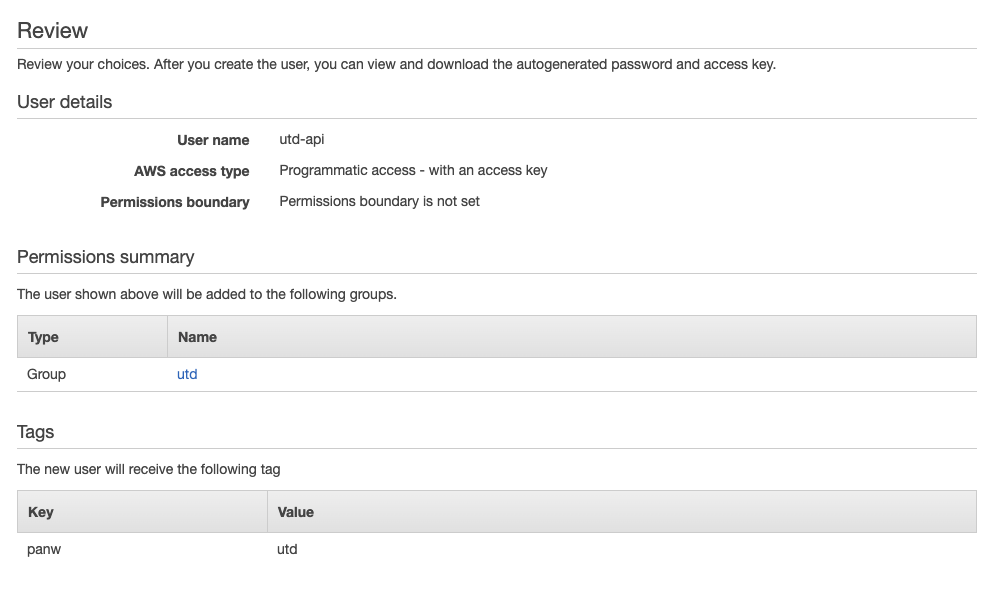 Review
Review your choices. After you create the user, you can view and download the autogenerated password and access key.
User details
User name utd-api
AWS access type Programmatic access - with an access key
Permissions boundary Permissions boundary is not set
Permissions summary
The user shown above will be added to the following groups.
Type Name
Group utd
Tags
The new user will receive the following tag
Key Value
panw utd